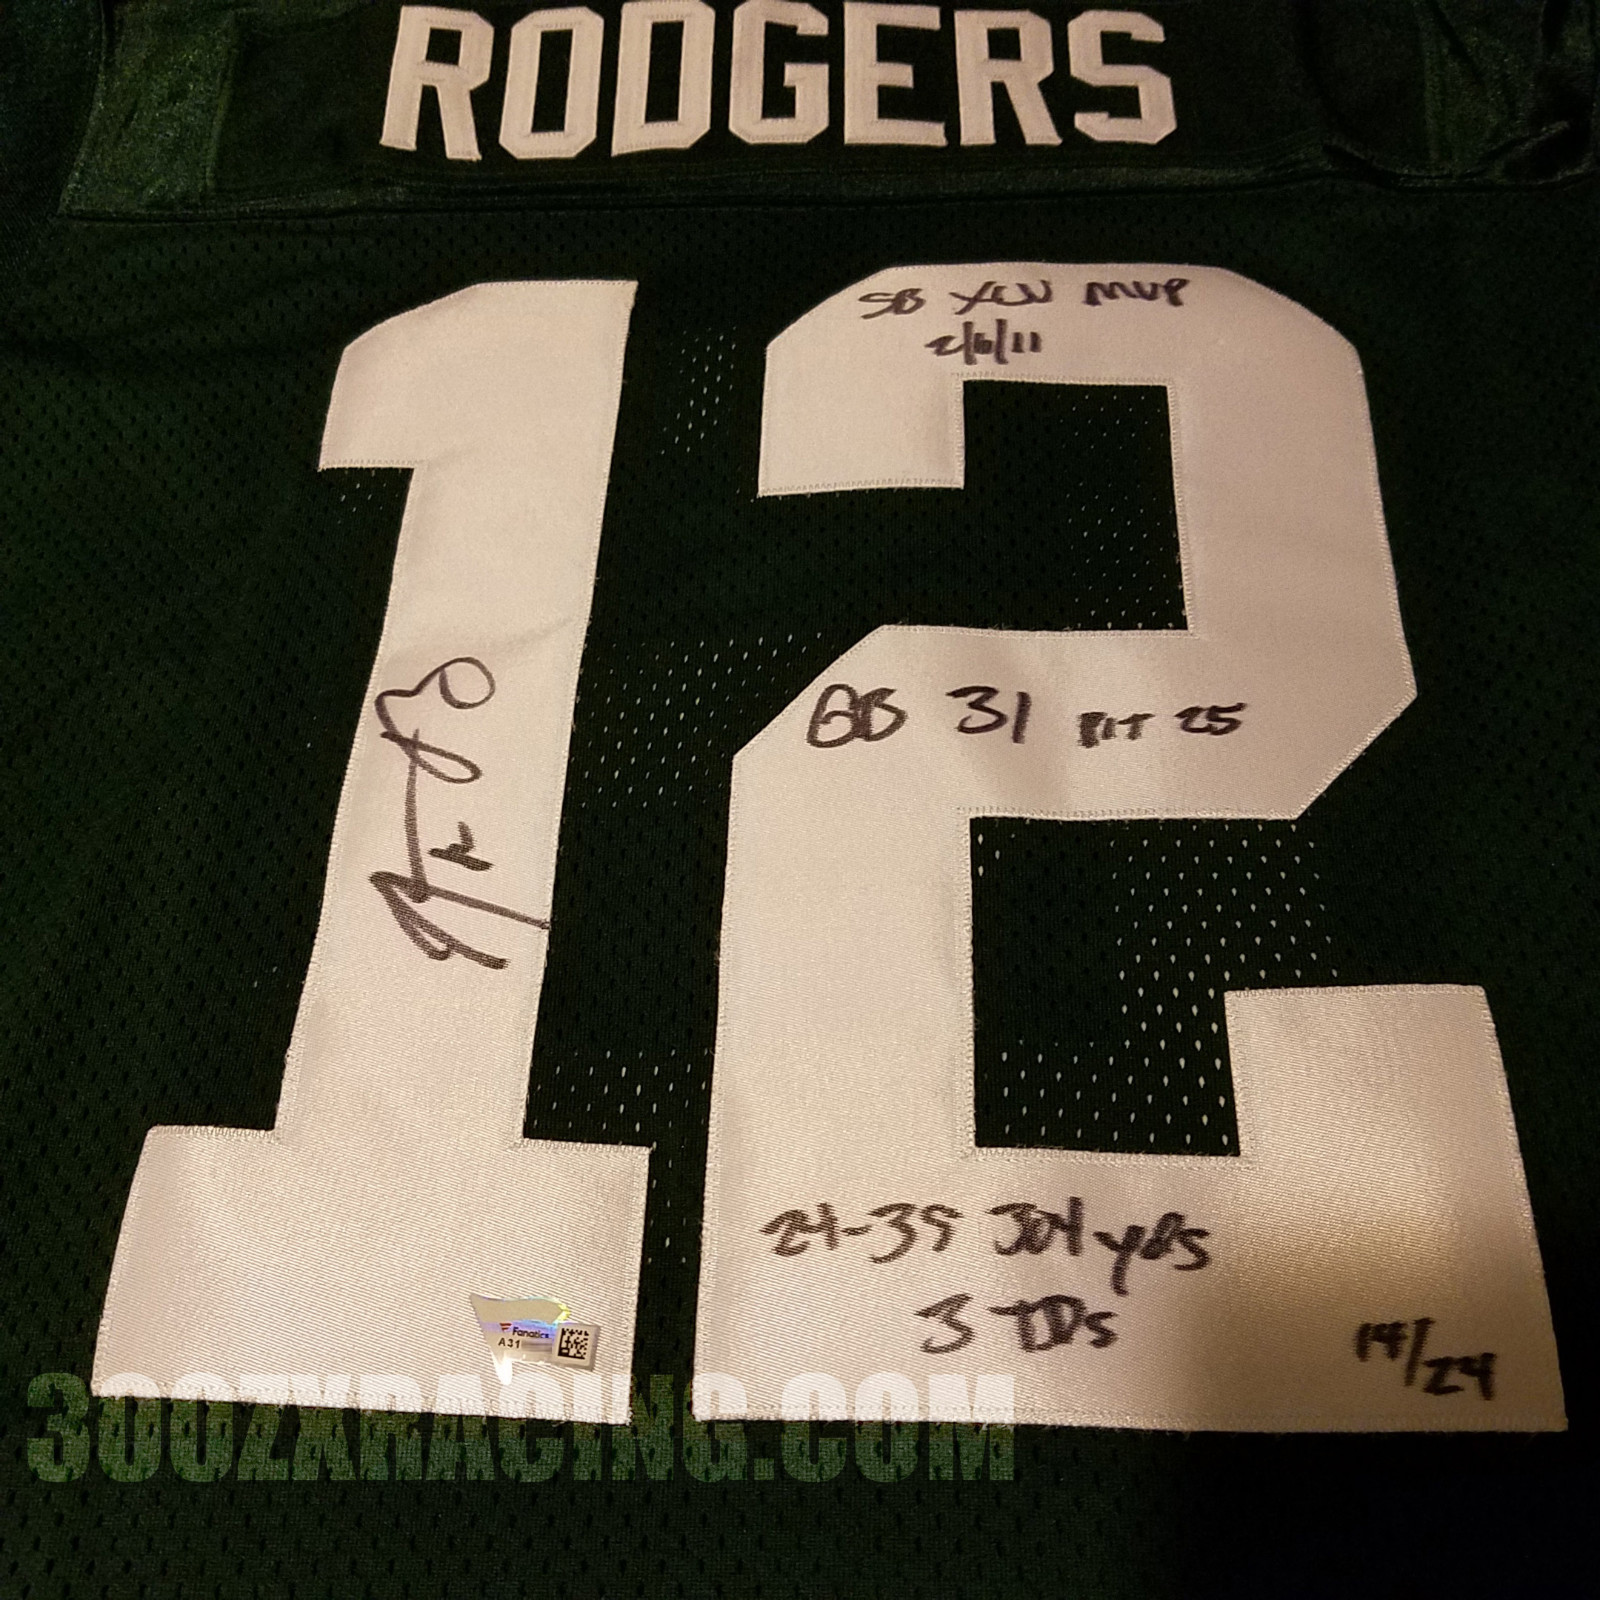 RODGERS
12
SB XLV MVP
2/6/11
GB 31 PIT 25
24-39 304 yds
3 TDs
19/24
Fanatics
A31
300ZXRACING.COM